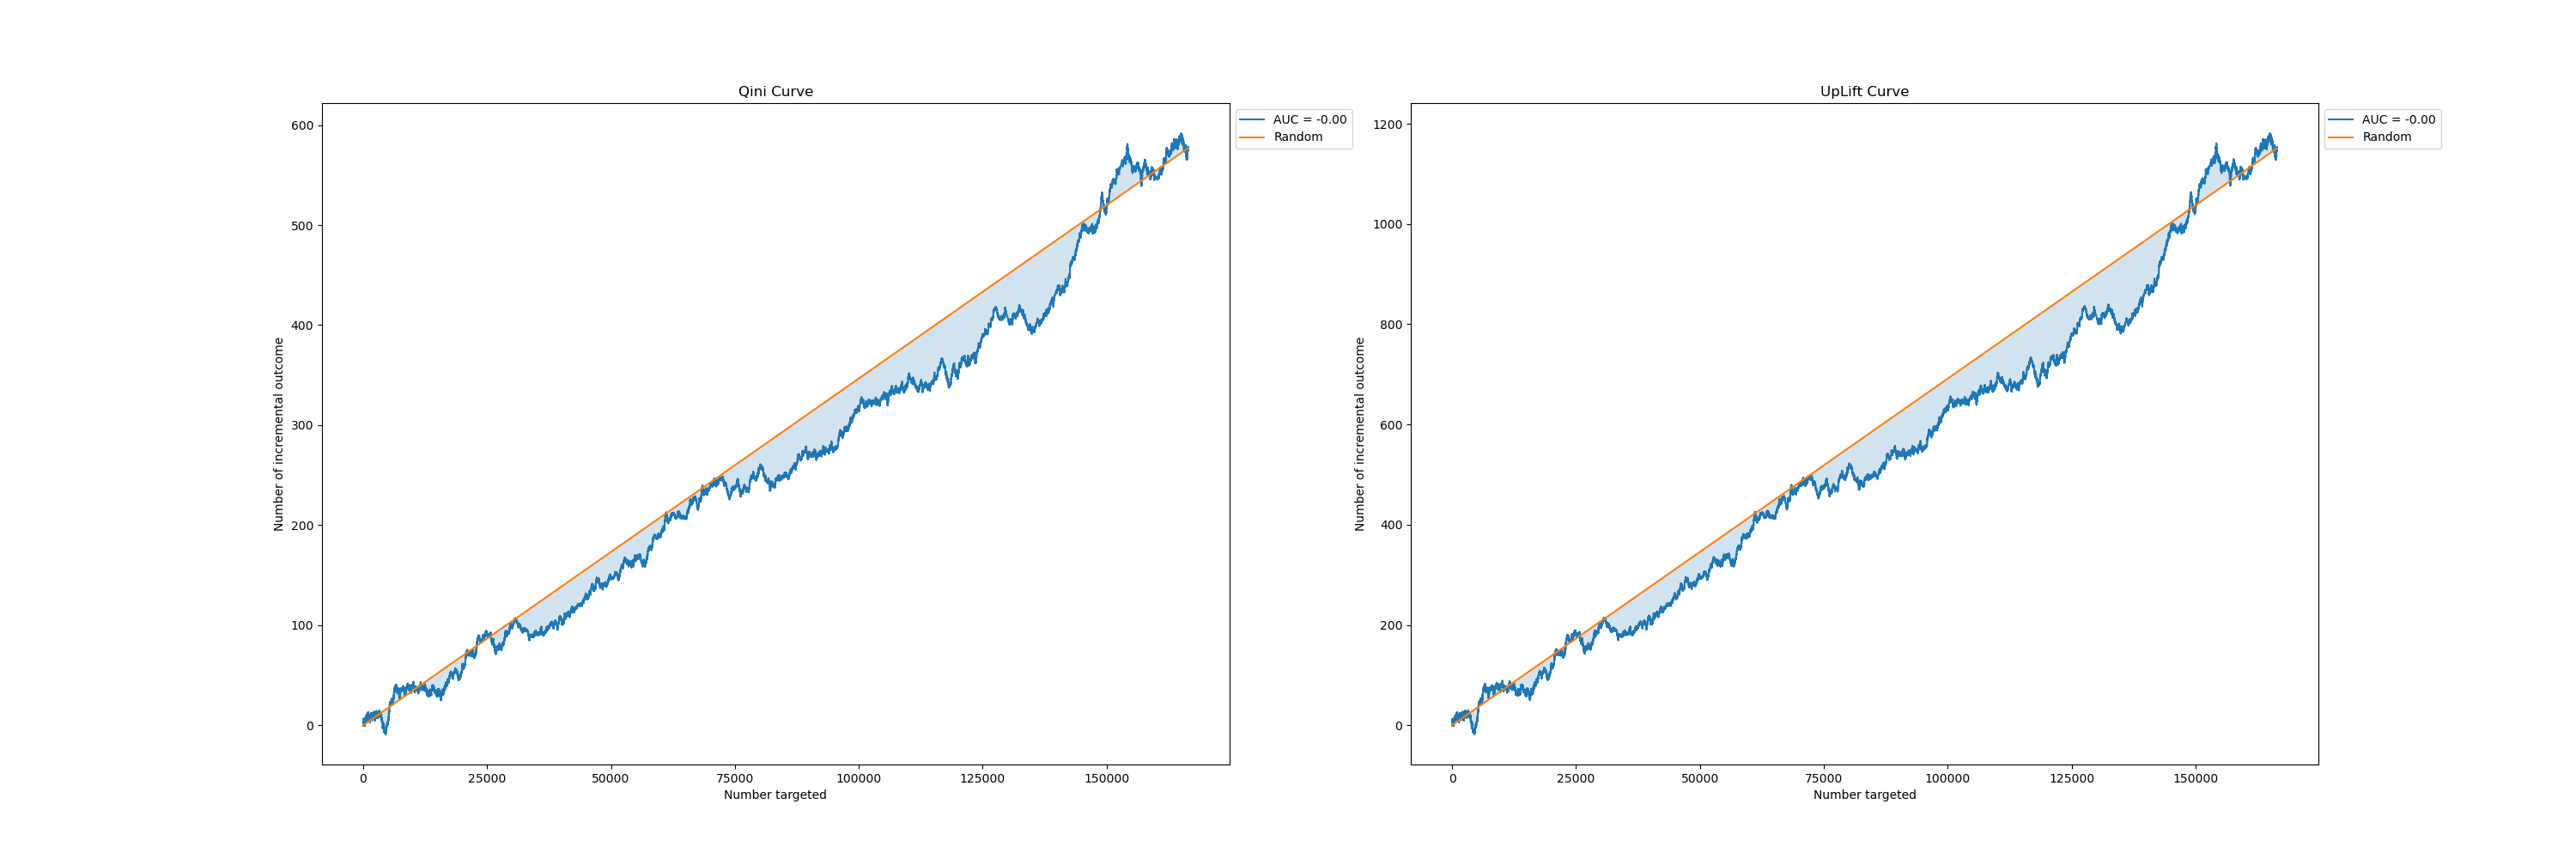 Qini Curve
AUC = -0.00
Random
600
500
400
300
200
100
0
Number of incremental outcome
0 25000 50000 75000 100000 125000 150000
Number targeted
UpLift Curve
AUC = -0.00
Random
1200
1000
800
600
400
200
0
Number of incremental outcome
0 25000 50000 75000 100000 125000 150000
Number targeted